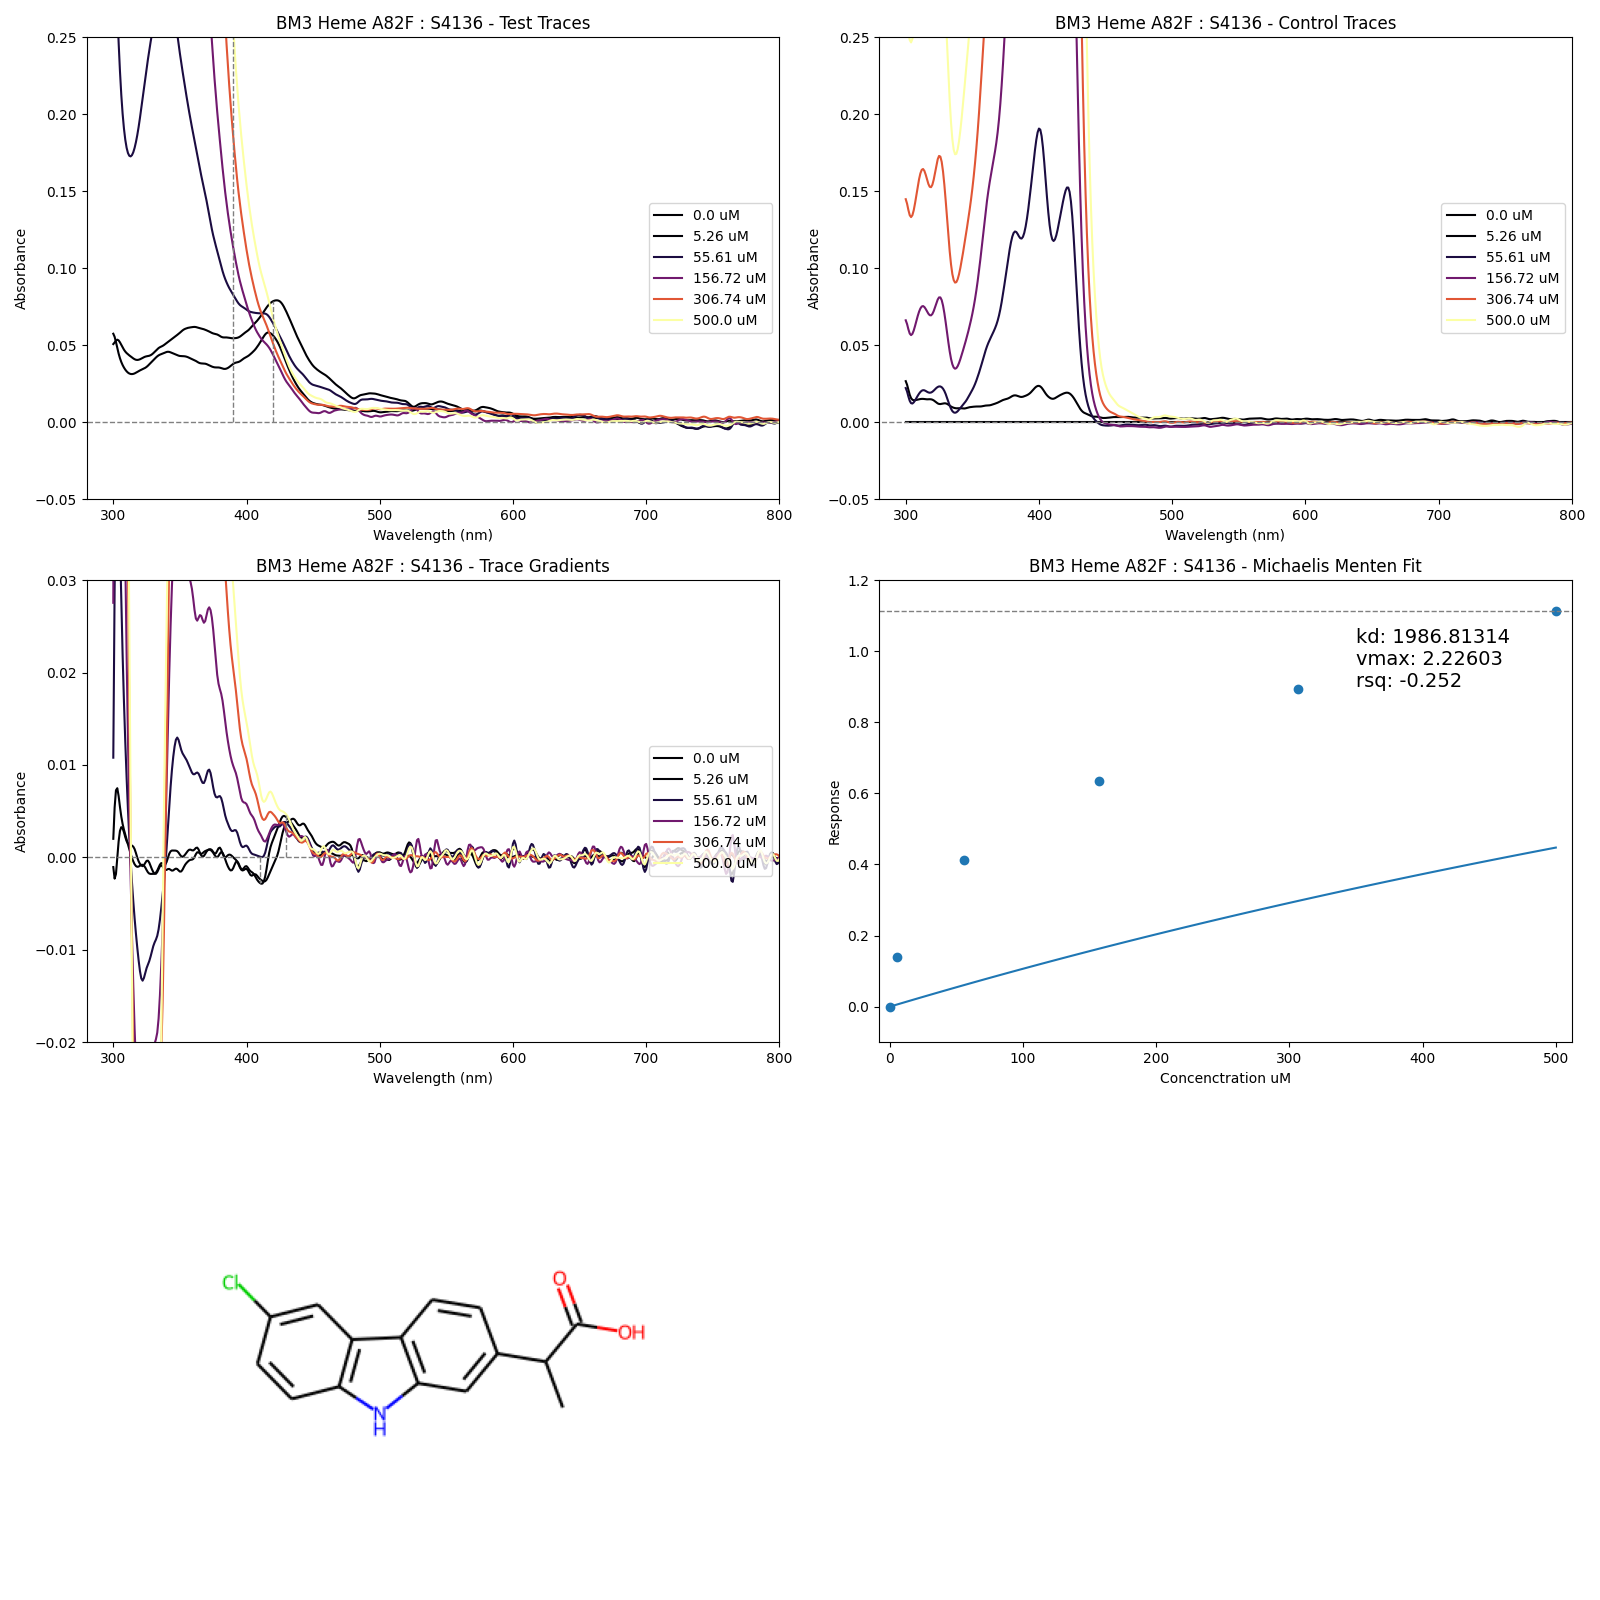 BM3 Heme A82F : S4136 - Test Traces
0.25
0.20
0.15
0.10
0.05
0.00
−0.05
Absorbance
300 400 500 600 700 800
Wavelength (nm)
0.0 uM
5.26 uM
55.61 uM
156.72 uM
306.74 uM
500.0 uM
BM3 Heme A82F : S4136 - Control Traces
0.25
0.20
0.15
0.10
0.05
0.00
−0.05
Absorbance
300 400 500 600 700 800
Wavelength (nm)
0.0 uM
5.26 uM
55.61 uM
156.72 uM
306.74 uM
500.0 uM
BM3 Heme A82F : S4136 - Trace Gradients
0.03
0.02
0.01
0.00
−0.01
−0.02
Absorbance
300 400 500 600 700 800
Wavelength (nm)
0.0 uM
5.26 uM
55.61 uM
156.72 uM
306.74 uM
500.0 uM
BM3 Heme A82F : S4136 - Michaelis Menten Fit
1.2
1.0
0.8
0.6
0.4
0.2
0.0
Response
kd: 1986.81314
vmax: 2.22603
rsq: -0.252
0 100 200 300 400 500
Concenctration uM
Cl
O
OH
N
H